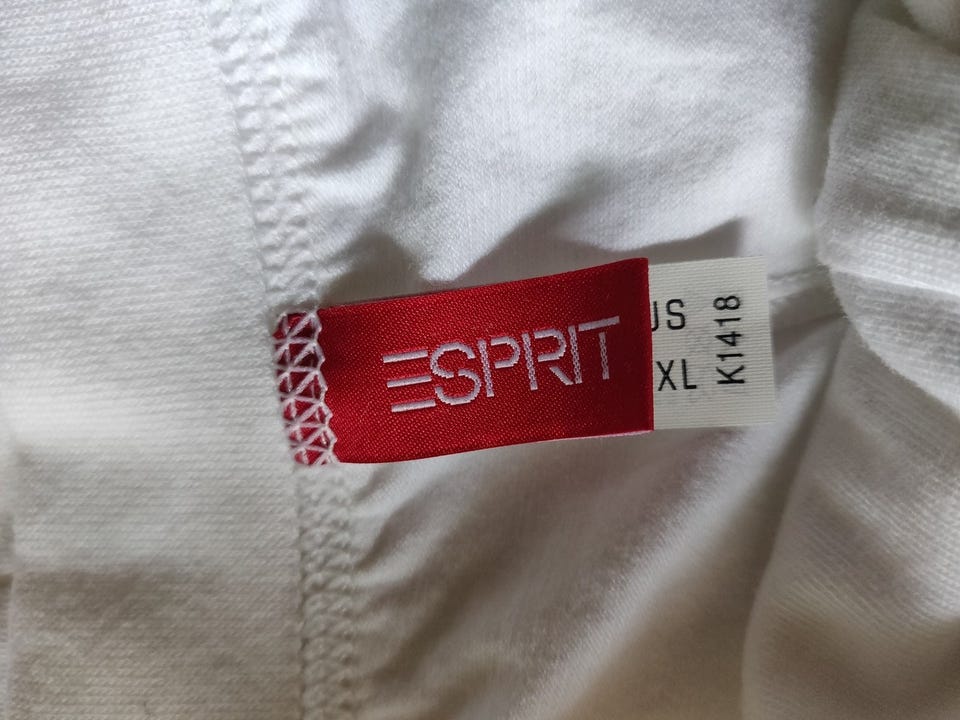 ESPRIT
US
XL
K1418